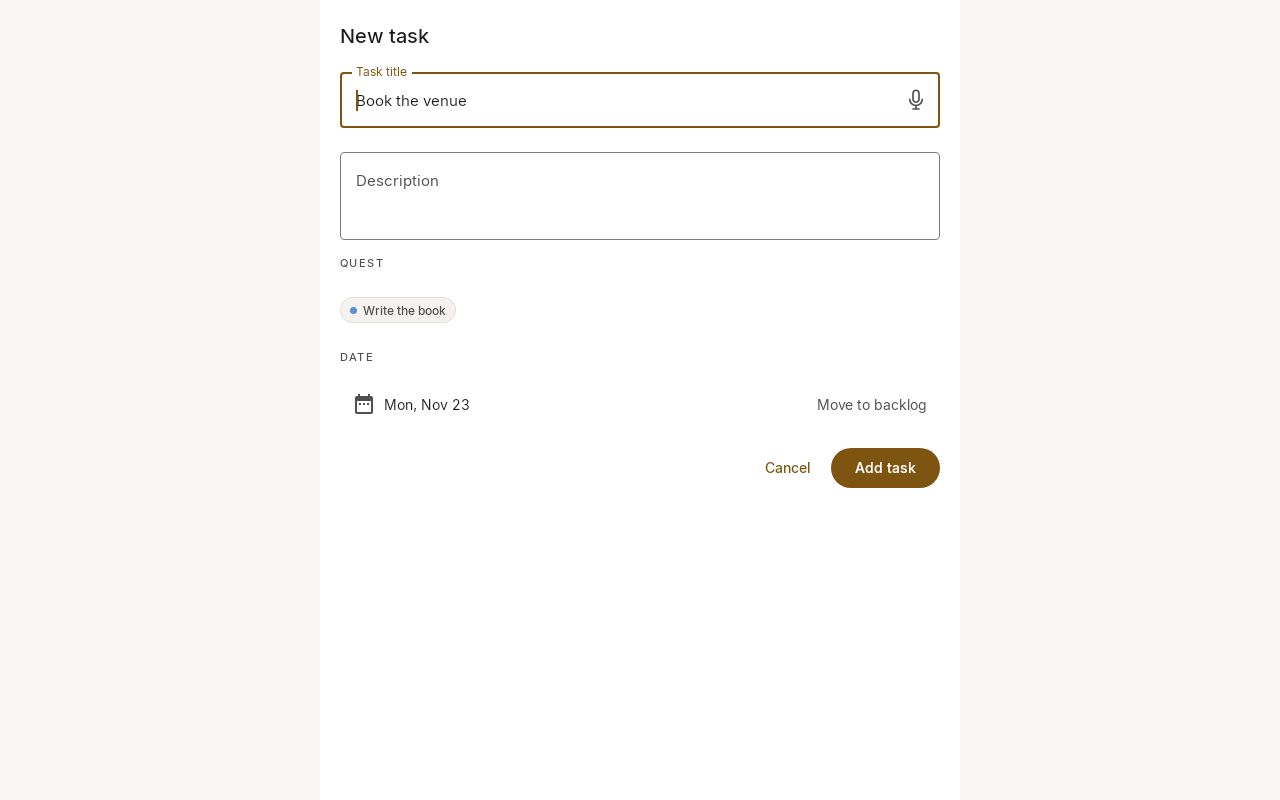 New task
Task title
Book the venue
Description
QUEST
Write the book
DATE
Mon, Nov 23
Move to backlog
Cancel
Add task